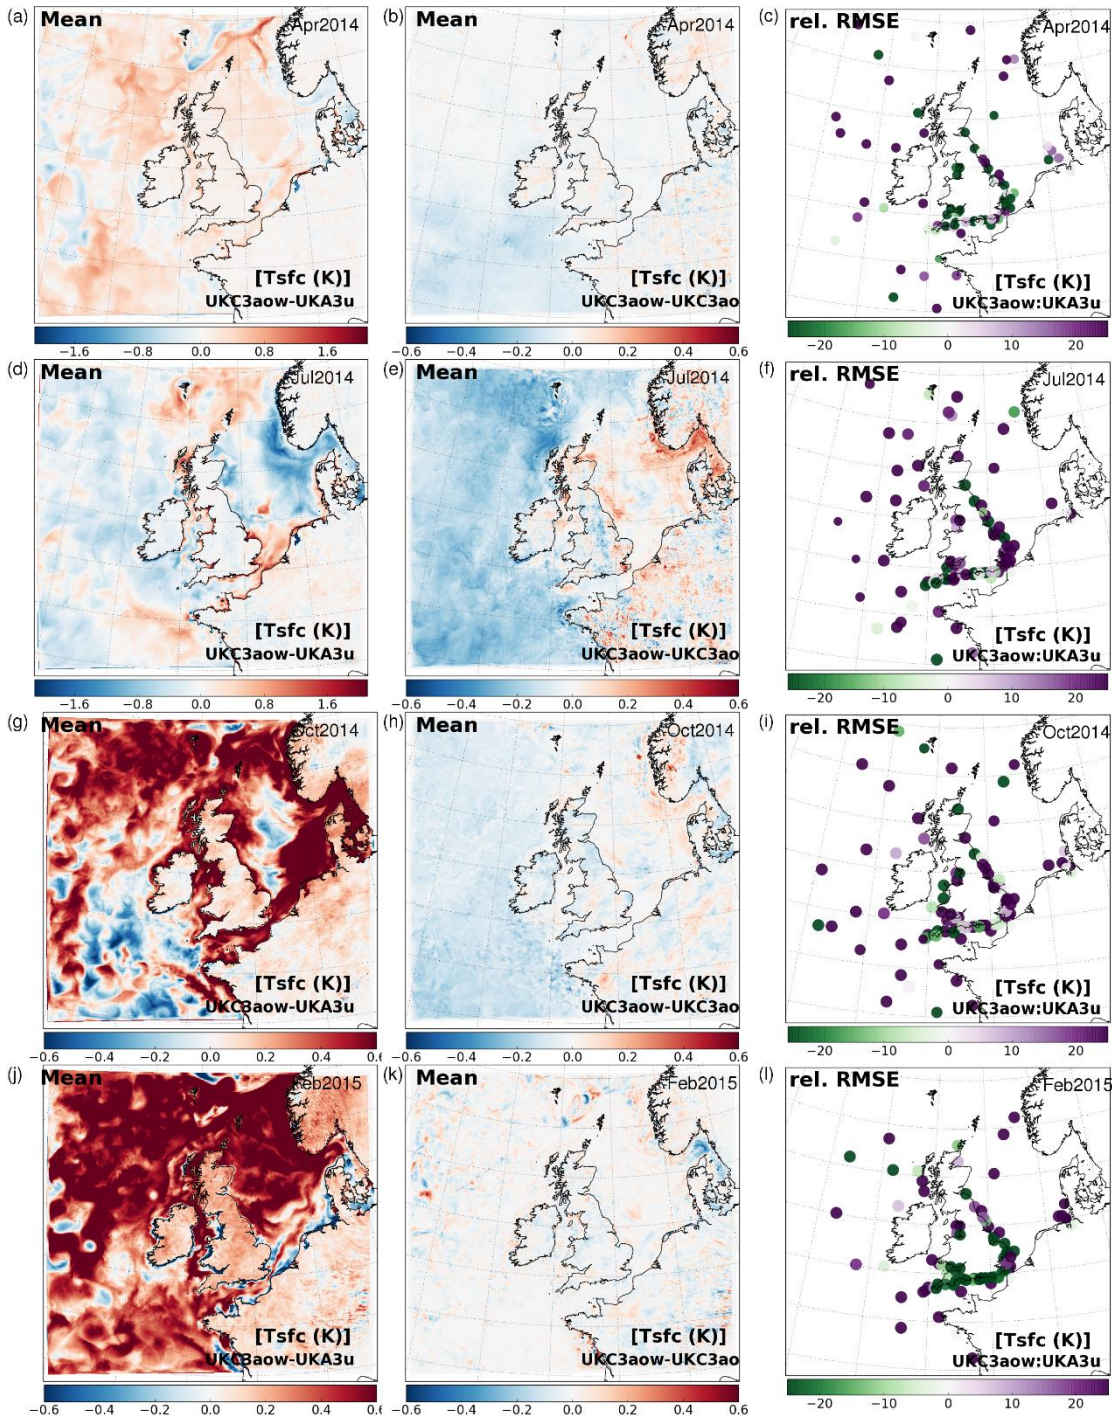 (a) Mean Apr2014
[Tsfc (K)]
UKC3aow-UKA3u
−1.6 −0.8 0.0 0.8 1.6
(b) Mean Apr2014
[Tsfc (K)]
UKC3aow-UKC3ao
−0.6 −0.4 −0.2 0.0 0.2 0.4 0.6
(c) rel. RMSE Apr2014
[Tsfc (K)]
UKC3aow:UKA3u
−20 −10 0 10 20
(d) Mean Jul2014
[Tsfc (K)]
UKC3aow-UKA3u
−1.6 −0.8 0.0 0.8 1.6
(e) Mean Jul2014
[Tsfc (K)]
UKC3aow-UKC3ao
−0.6 −0.4 −0.2 0.0 0.2 0.4 0.6
(f) rel. RMSE Jul2014
[Tsfc (K)]
UKC3aow:UKA3u
−20 −10 0 10 20
(g) Mean Oct2014
[Tsfc (K)]
UKC3aow-UKA3u
−0.6 −0.4 −0.2 0.0 0.2 0.4 0.6
(h) Mean Oct2014
[Tsfc (K)]
UKC3aow-UKC3ao
−0.6 −0.4 −0.2 0.0 0.2 0.4 0.6
(i) rel. RMSE Oct2014
[Tsfc (K)]
UKC3aow:UKA3u
−20 −10 0 10 20
(j) Mean Feb2015
[Tsfc (K)]
UKC3aow-UKA3u
−0.6 −0.4 −0.2 0.0 0.2 0.4 0.6
(k) Mean Feb2015
[Tsfc (K)]
UKC3aow-UKC3ao
−0.6 −0.4 −0.2 0.0 0.2 0.4 0.6
(l) rel. RMSE Feb2015
[Tsfc (K)]
UKC3aow:UKA3u
−20 −10 0 10 20